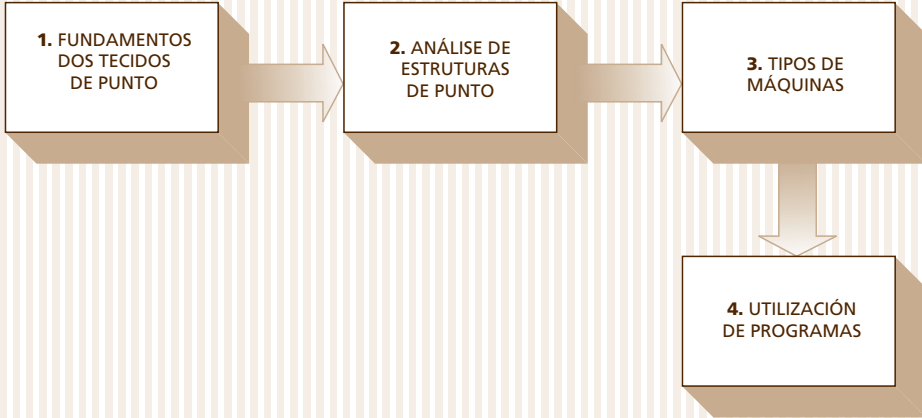 1. FUNDAMENTOS
DOS TECIDOS
DE PUNTO
2. ANÁLISE DE
ESTRUTURAS
DE PUNTO
3. TIPOS DE
MÁQUINAS
4. UTILIZACIÓN
DE PROGRAMAS